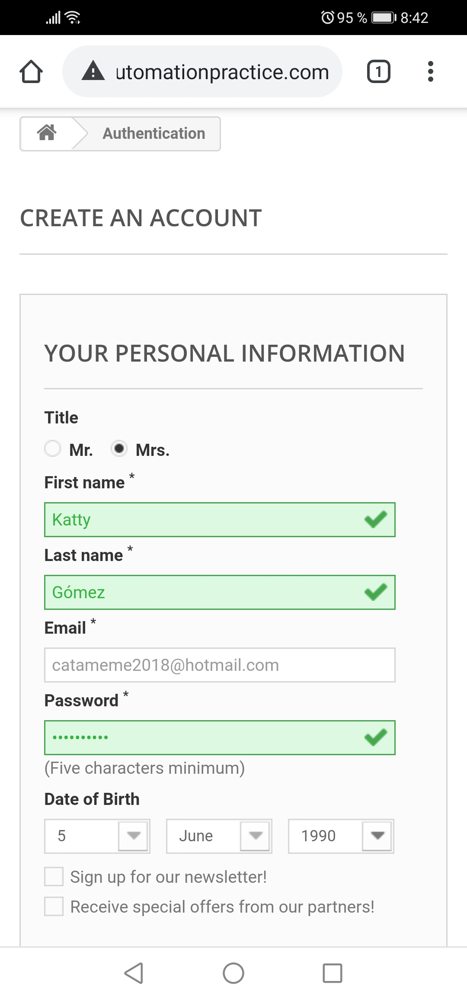 95 % 8:42
utomationpractice.com 1
Authentication
CREATE AN ACCOUNT
YOUR PERSONAL INFORMATION
Title
Mr. Mrs.
First name *
Katty
Last name *
Gómez
Email *
catameme2018@hotmail.com
Password *
••••••••••
(Five characters minimum)
Date of Birth
5 June 1990
Sign up for our newsletter!
Receive special offers from our partners!